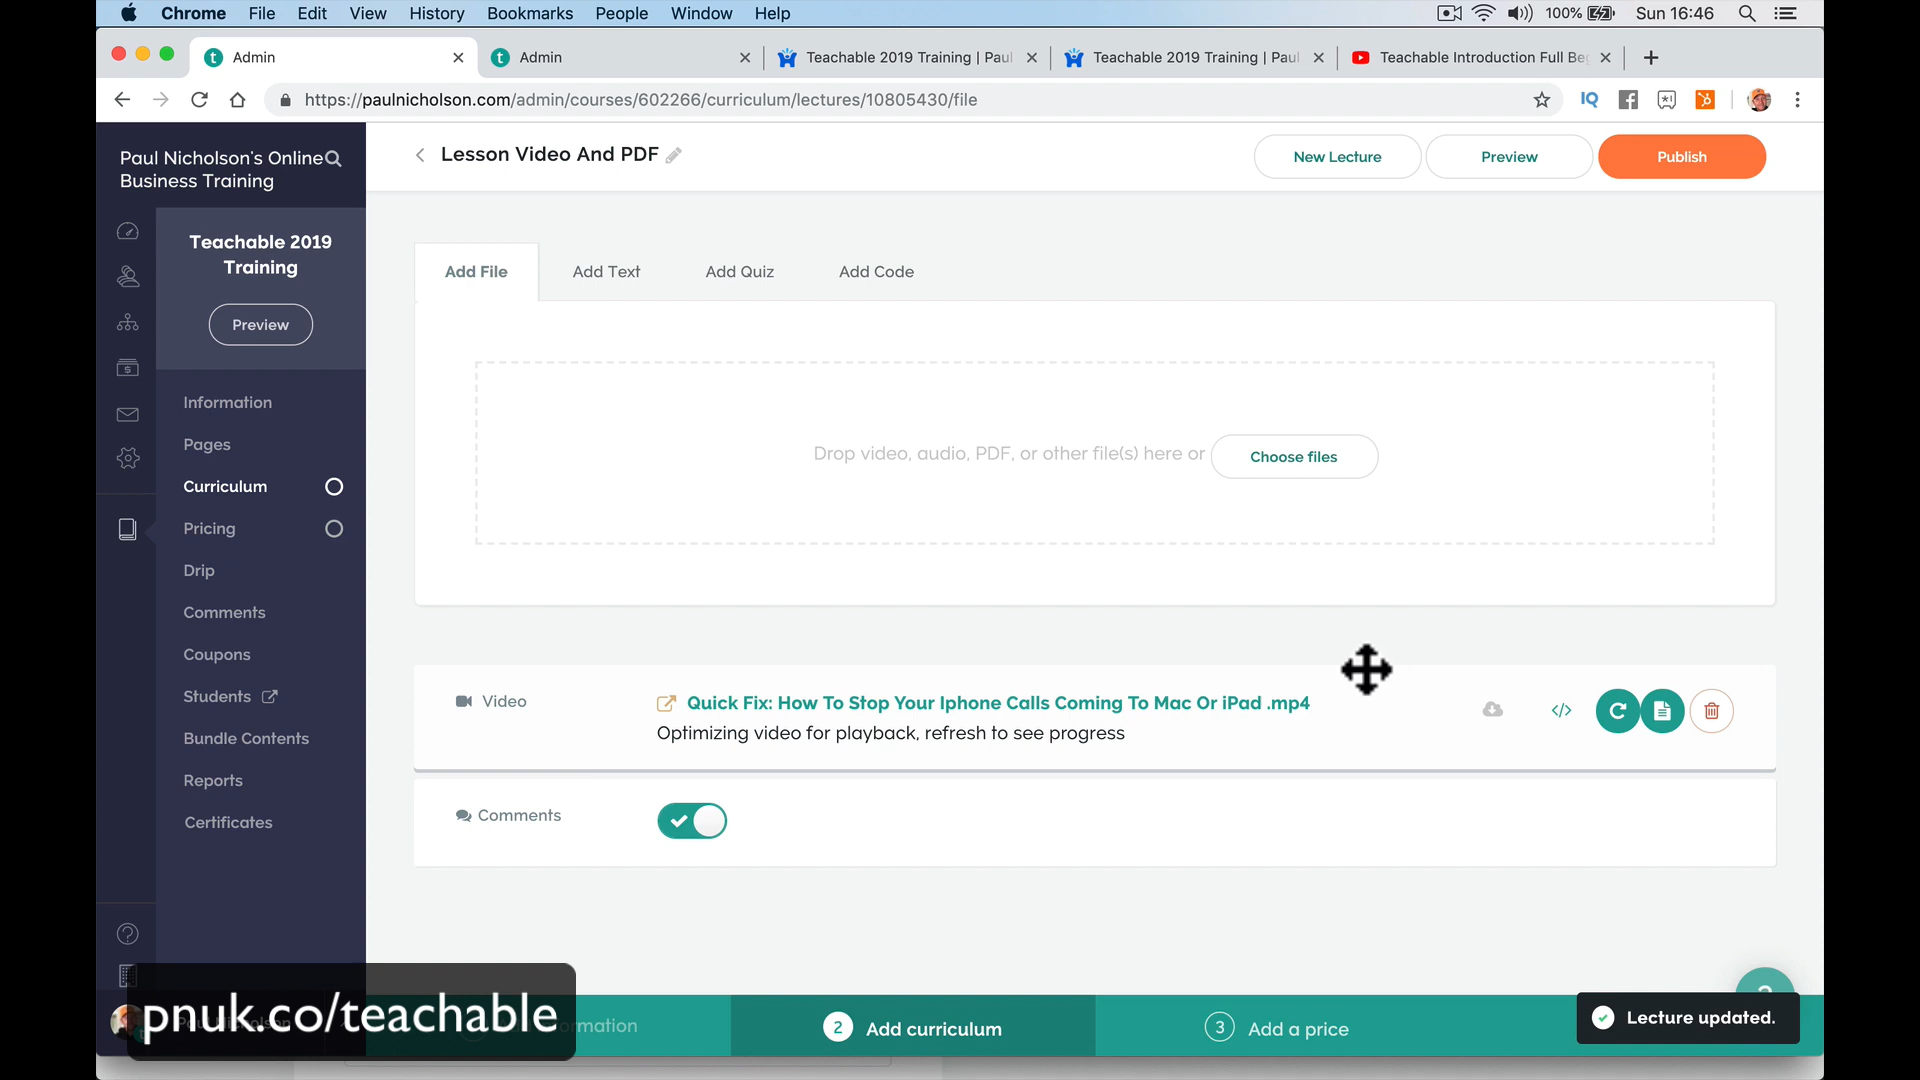 Chrome File Edit View History Bookmarks People Window Help
100% Sun 16:46
Admin
Admin
Teachable 2019 Training | Paul
Teachable 2019 Training | Paul
Teachable Introduction Full Beg
https://paulnicholson.com/admin/courses/602266/curriculum/lectures/10805430/file
IQ
Paul Nicholson's Online
Business Training
Lesson Video And PDF
New Lecture
Preview
Publish
Teachable 2019
Training
Preview
Information
Pages
Curriculum
Pricing
Drip
Comments
Coupons
Students
Bundle Contents
Reports
Certificates
Add File
Add Text
Add Quiz
Add Code
Drop video, audio, PDF, or other file(s) here or
Choose files
Video
Quick Fix: How To Stop Your Iphone Calls Coming To Mac Or iPad .mp4
Optimizing video for playback, refresh to see progress
Comments
pnuk.co/teachable
2 Add curriculum
3 Add a price
Lecture updated.